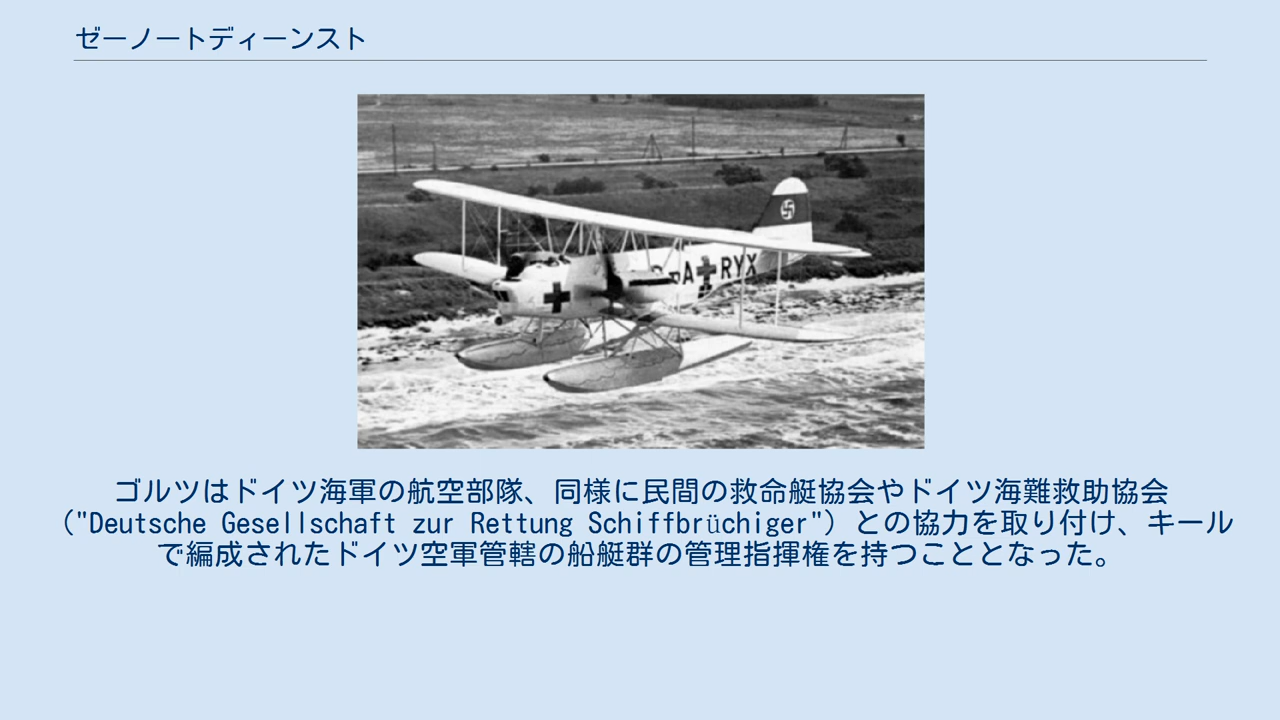 ゼーノートディーンスト
A RYX
ゴルツはドイツ海軍の航空部隊、同様に民間の救命艇協会やドイツ海難救助協会
("Deutsche Gesellschaft zur Rettung Schiffbrüchiger")との協力を取り付け、キール
で編成されたドイツ空軍管轄の船艇群の管理指揮権を持つこととなった。